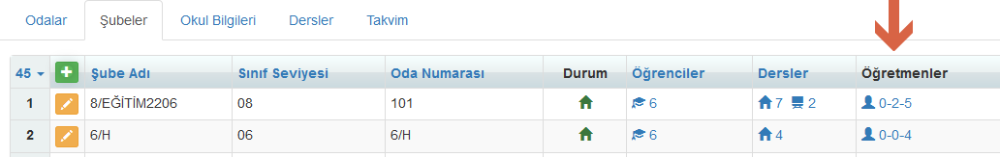 Odalar Şubeler Okul Bilgileri Dersler Takvim
45 Şube Adı Sınıf Seviyesi Oda Numarası Durum Öğrenciler Dersler Öğretmenler
1 8/EĞİTİM2206 08 101 6 7 2 0-2-5
2 6/H 06 6/H 6 4 0-0-4